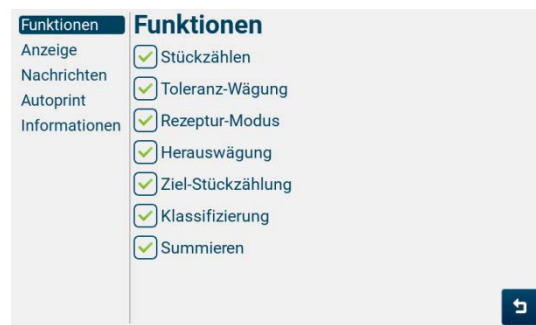 Funktionen
Anzeige
Nachrichten
Autoprint
Informationen
Funktionen
Stückzählen
Toleranz-Wägung
Rezeptur-Modus
Herauswägung
Ziel-Stückzählung
Klassifizierung
Summieren